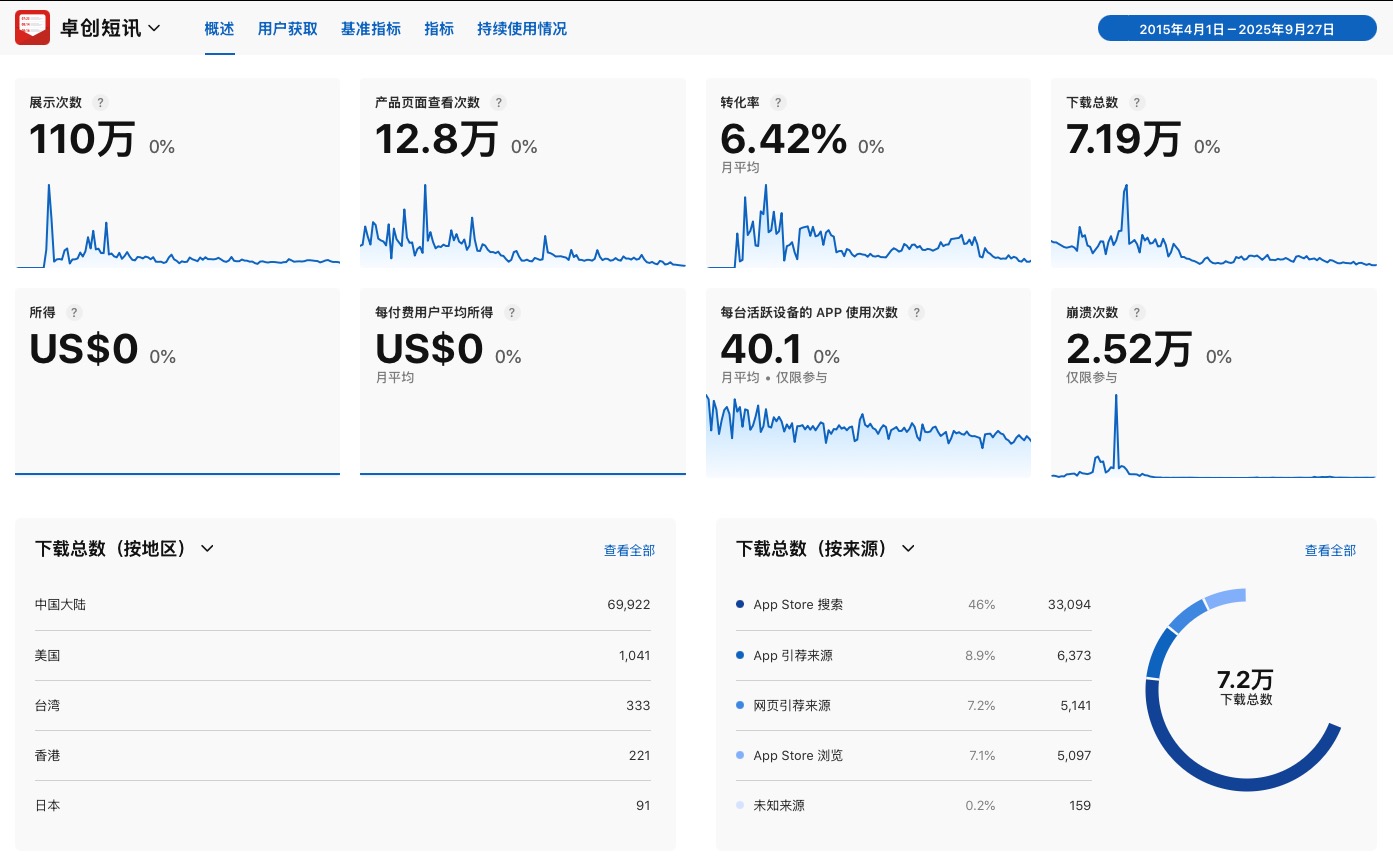 卓创短讯 概述 用户获取 基准指标 指标 持续使用情况 2015年4月1日 – 2025年9月27日
展示次数 ?
110万 0%
产品页面查看次数 ?
12.8万 0%
转化率 ?
6.42% 0%
月平均
下载总数 ?
7.19万 0%
所得 ?
US$0 0%
每付费用户平均所得 ?
US$0 0%
月平均
每台活跃设备的 APP 使用次数 ?
40.1 0%
月平均 • 仅限参与
崩溃次数 ?
2.52万 0%
仅限参与
下载总数（按地区） 查看全部
中国大陆 69,922
美国 1,041
台湾 333
香港 221
日本 91
下载总数（按来源） 查看全部
App Store 搜索 46% 33,094
App 引荐来源 8.9% 6,373
网页引荐来源 7.2% 5,141
App Store 浏览 7.1% 5,097
未知来源 0.2% 159
7.2万
下载总数